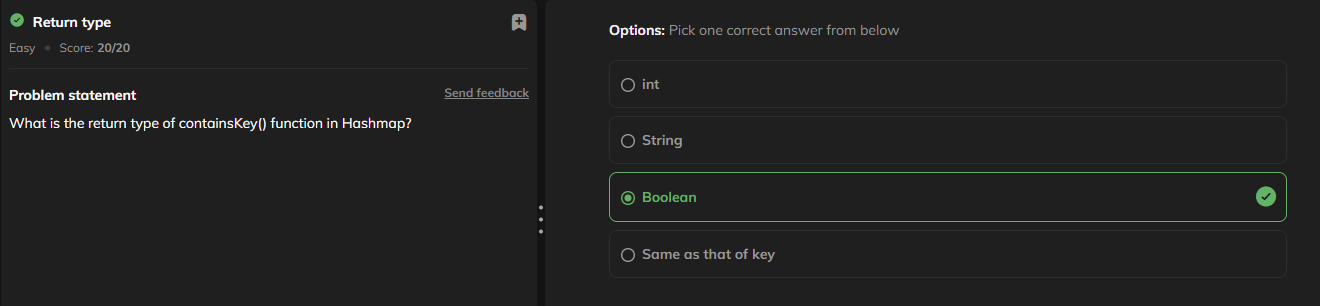 Return type
Easy • Score: 20/20
Problem statement
Send feedback
What is the return type of containsKey() function in Hashmap?
Options: Pick one correct answer from below
int
String
Boolean
Same as that of key